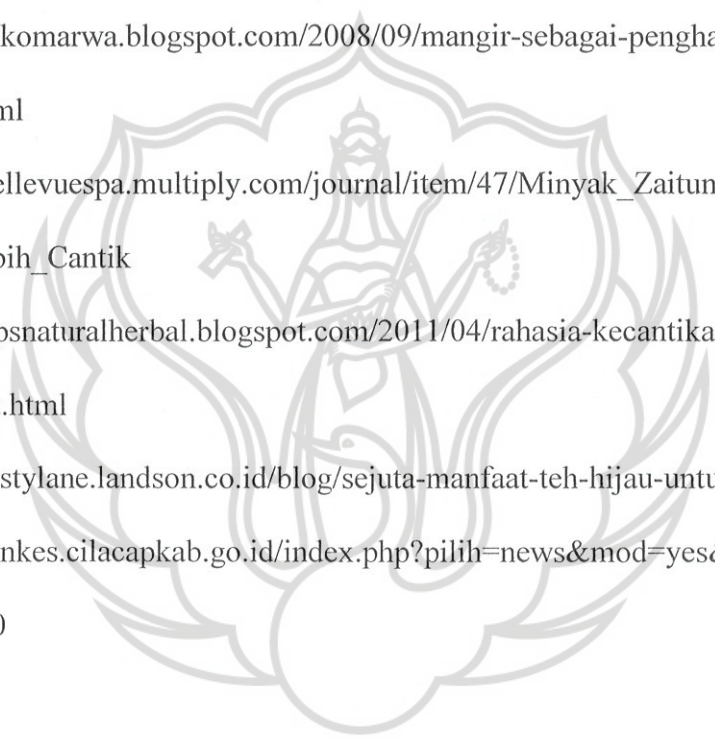 komarwa.blogspot.com/2008/09/mangir-sebagai-pengha
ml
ellevuespa.multiply.com/journal/item/47/Minyak_Zaitun
bih_Cantik
osnaturalherbal.blogspot.com/2011/04/rahasia-kecantika
.html
stylane.landson.co.id/blog/sejuta-manfaat-teh-hijau-untu
nkes.cilacapkab.go.id/index.php?pilih=news&mod=yes&
)